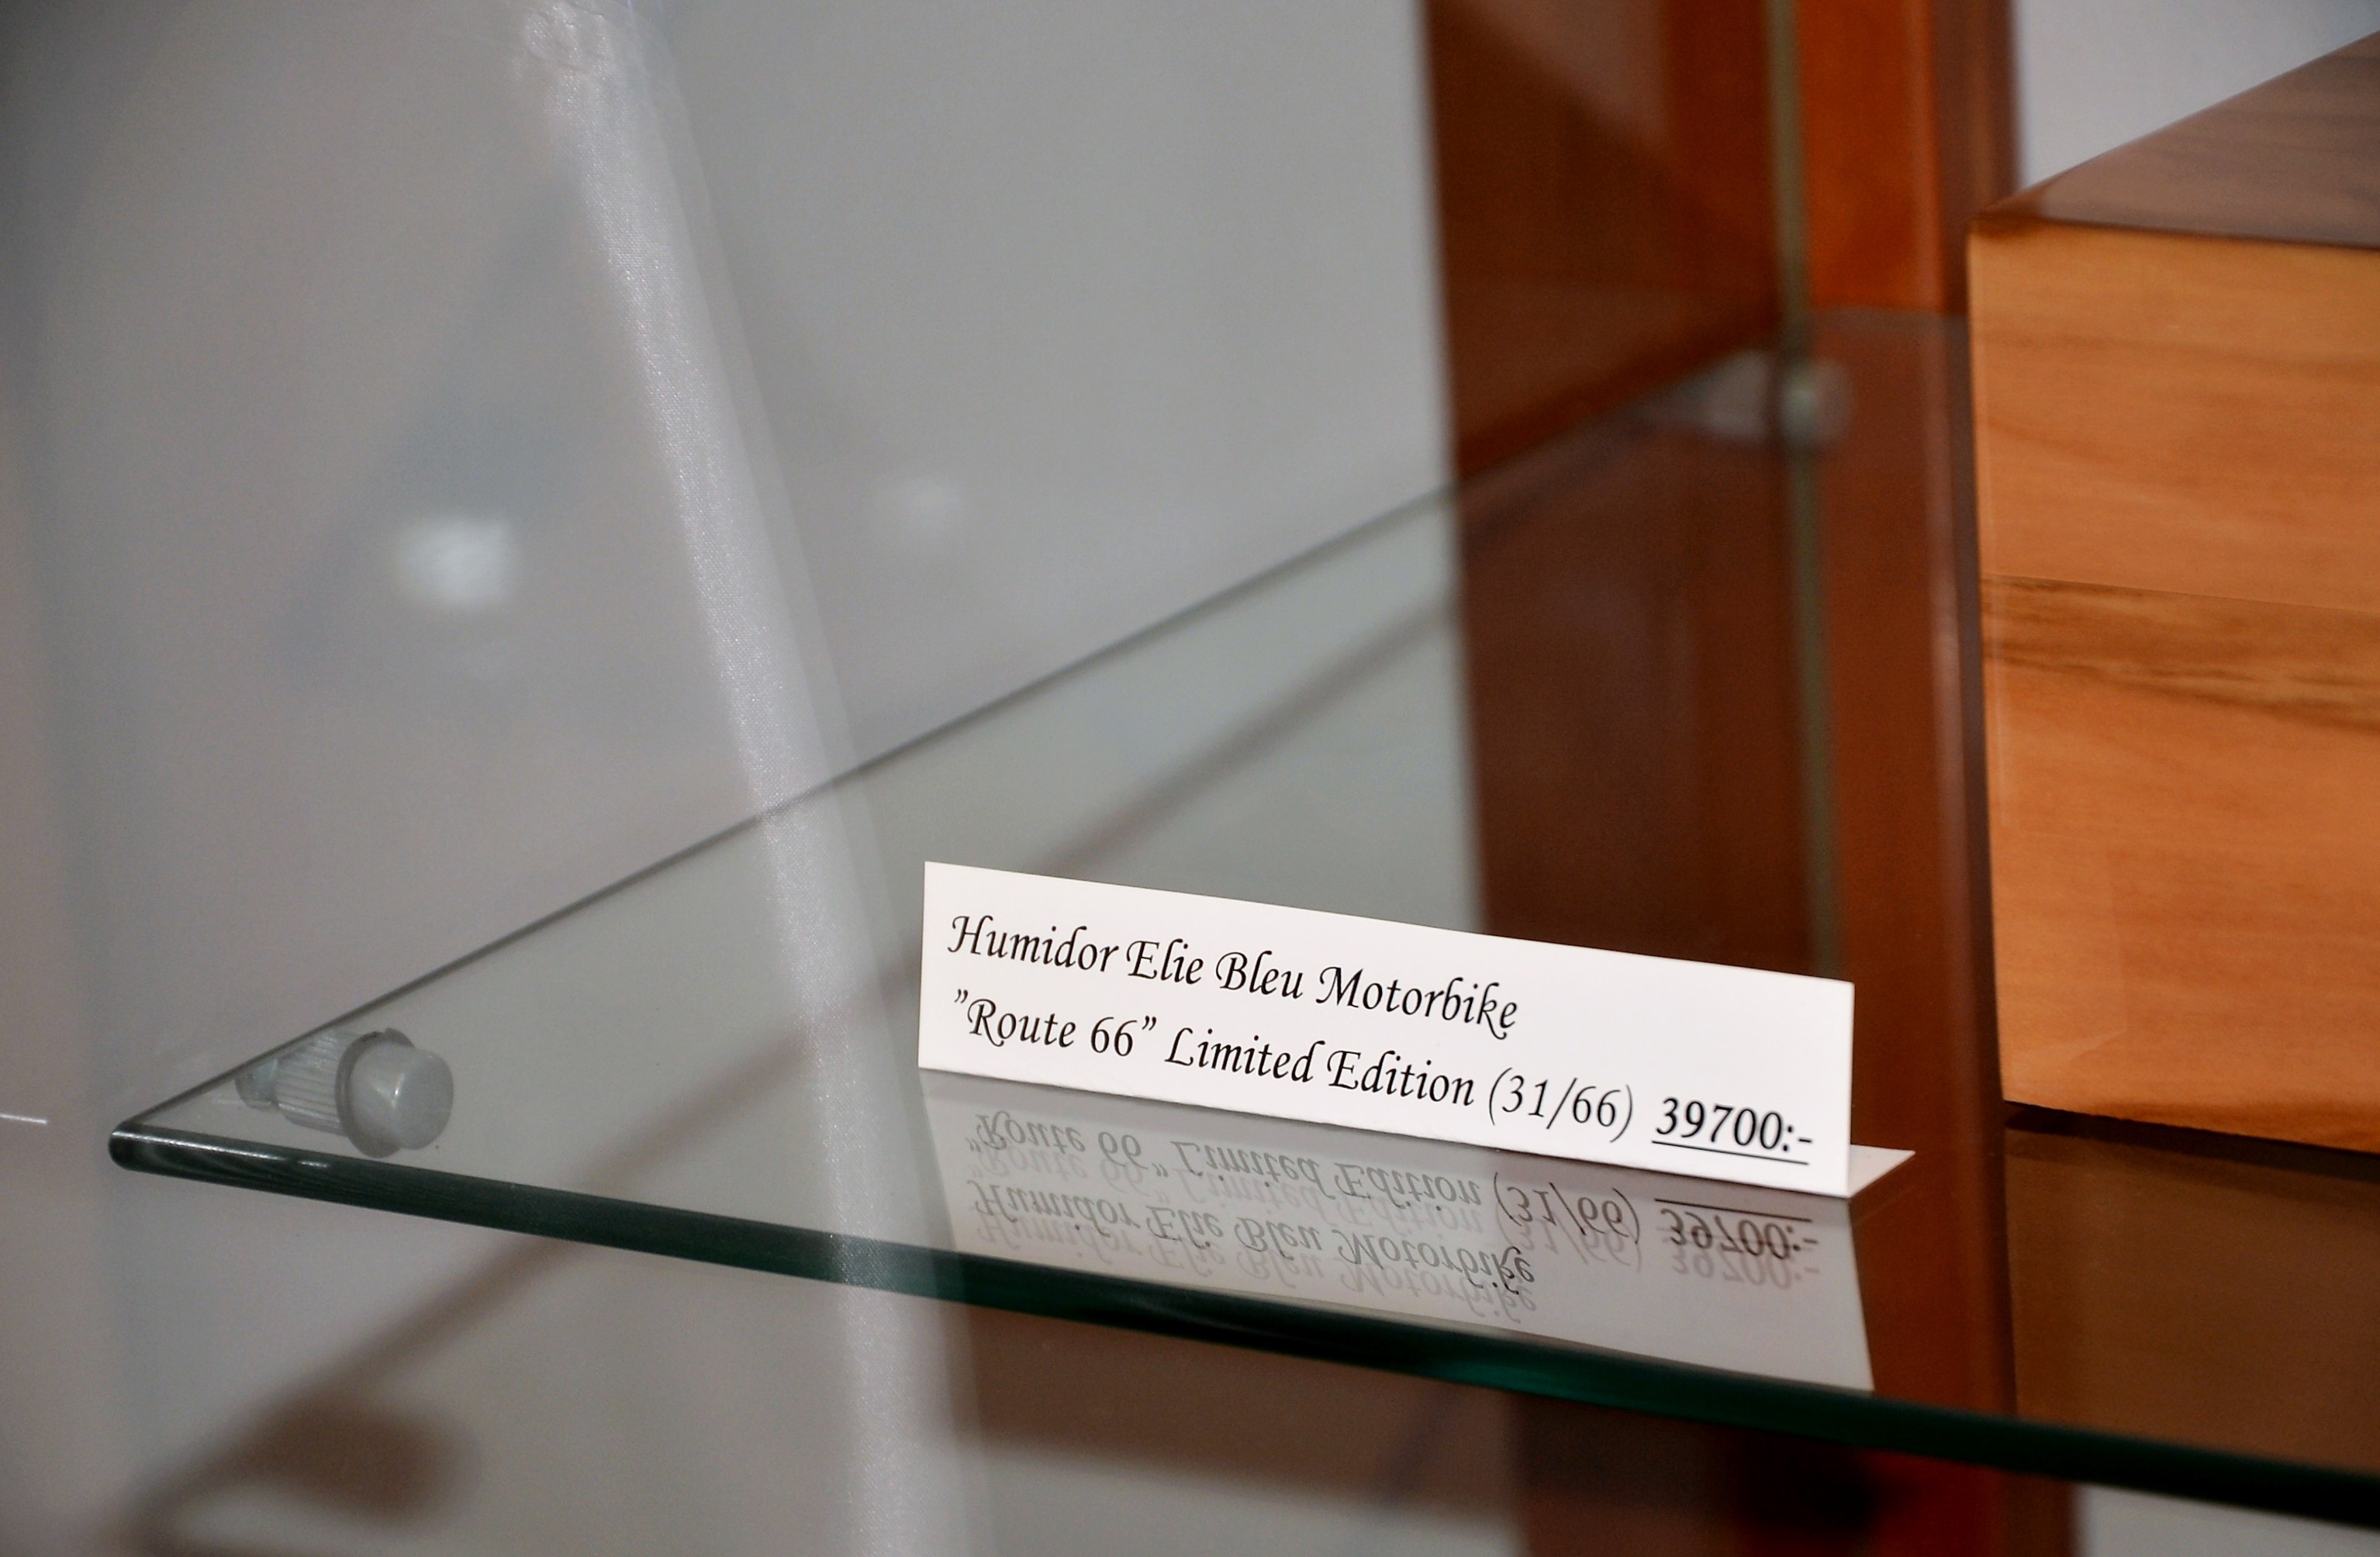 Humidor Elie Bleu Motorbike
”Route 66” Limited Edition (31/66) 39700:-